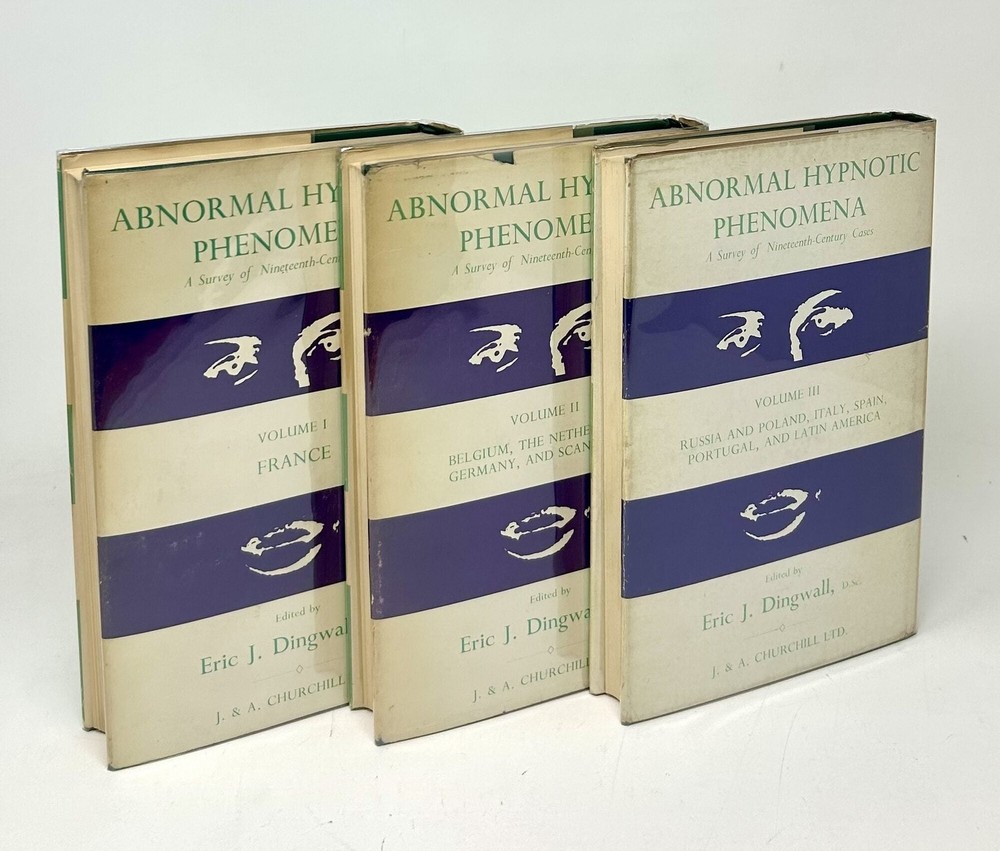 ABNORMAL HY
PHENOME
A Survey of Nineteenth-Cent
VOLUME I
FRANCE
Edited by
Eric J. Dingwal
J. & A. CHURCHILL
ABNORMAL HY
PHENOME
A Survey of Nineteenth-Cen
VOLUME II
BELGIUM, THE NETHE
GERMANY, AND SCAN
Edited by
Eric J. Dingwa
J. & A. CHURCHILL
ABNORMAL HYPNOTIC
PHENOMENA
A Survey of Nineteenth-Century Cases
VOLUME III
RUSSIA AND POLAND, ITALY, SPAIN,
PORTUGAL, AND LATIN AMERICA
Edited by
Eric J. Dingwall, D.Sc.
J. & A. CHURCHILL LTD.